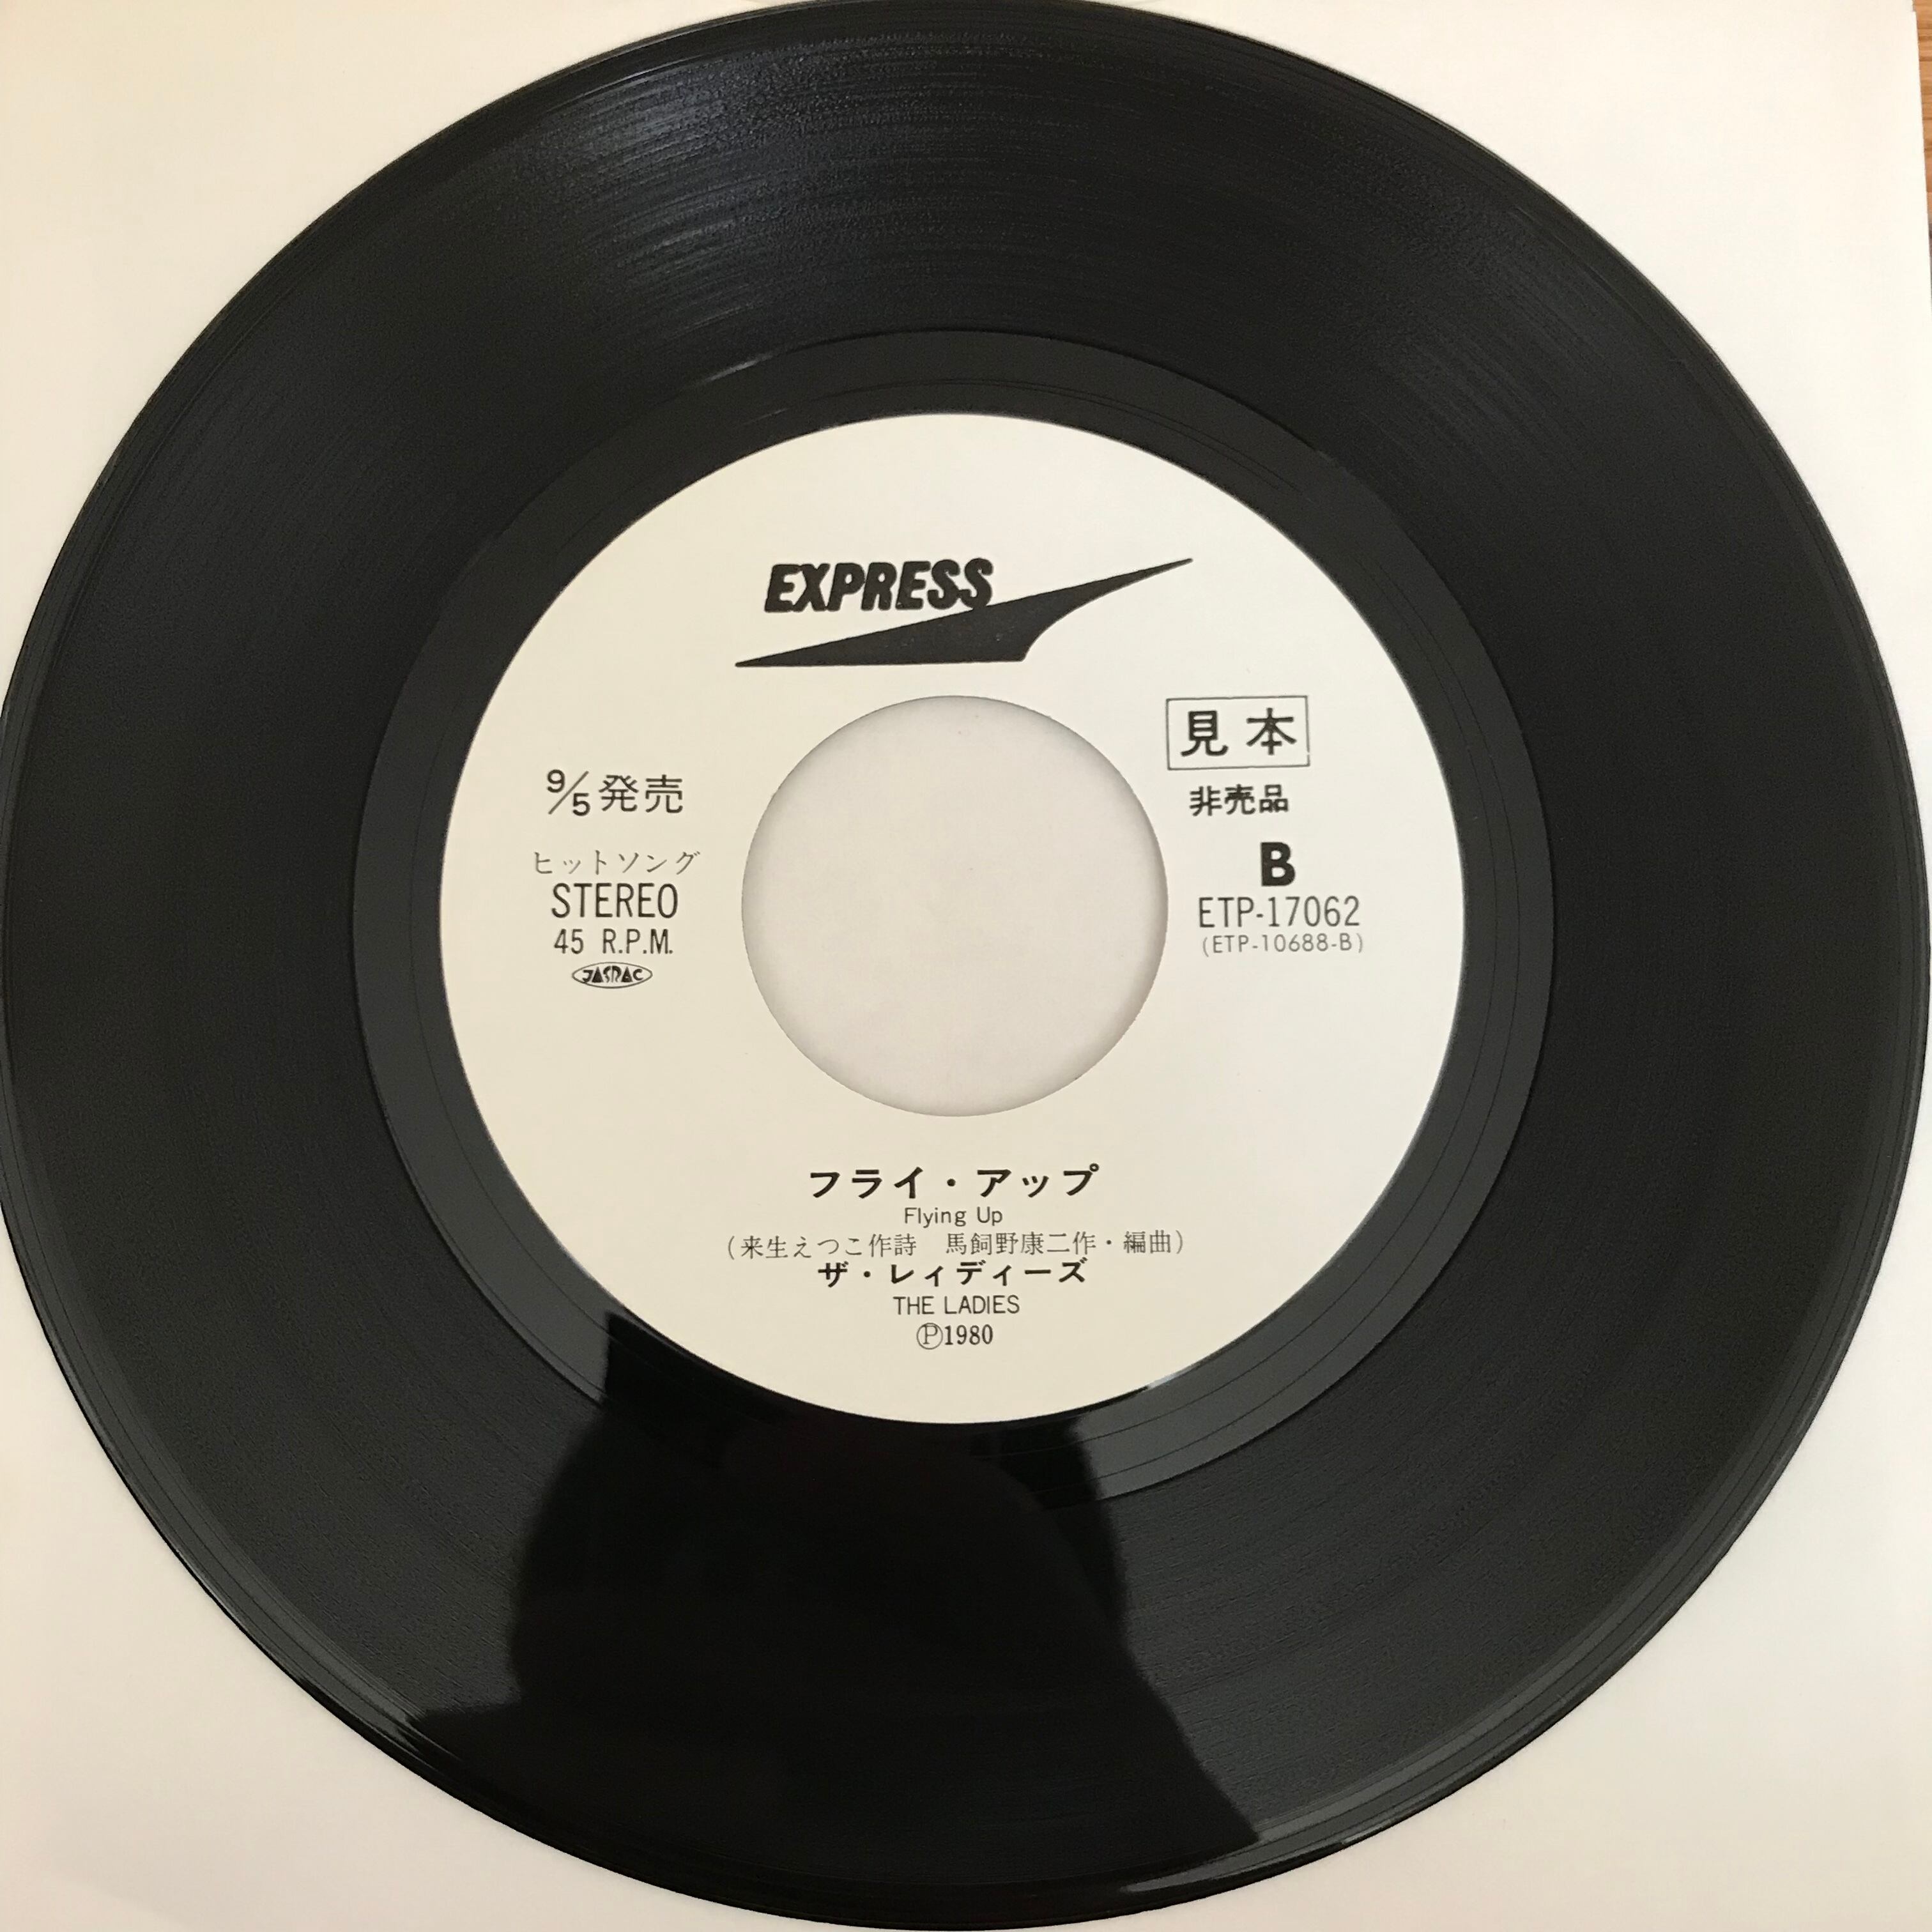 EXPRESS
見本
非売品
9/5発売
ヒットソング
STEREO
45 R.P.M.
JASRAC
B
ETP-17062
(ETP-10688-B)
フライ・アップ
Flying Up
(来生えつこ作詩 馬飼野康二作・編曲)
ザ・レィディーズ
THE LADIES
Ⓟ1980